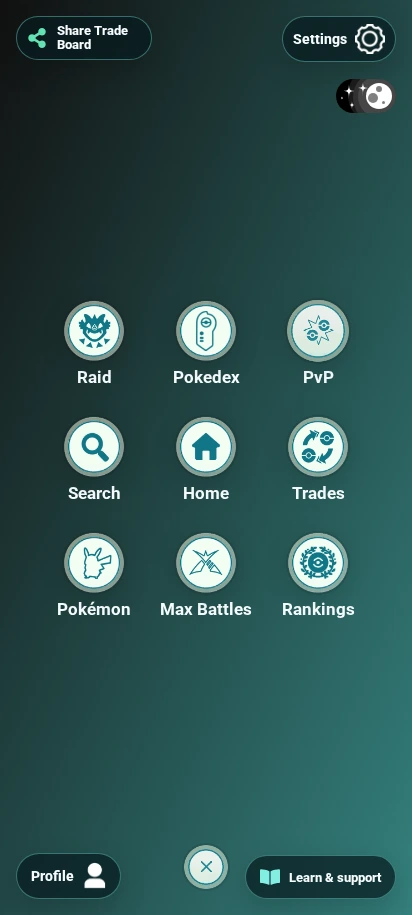 Share Trade
Board
Settings
Raid
Pokedex
PvP
Search
Home
Trades
Pokémon
Max Battles
Rankings
Profile
Learn & support